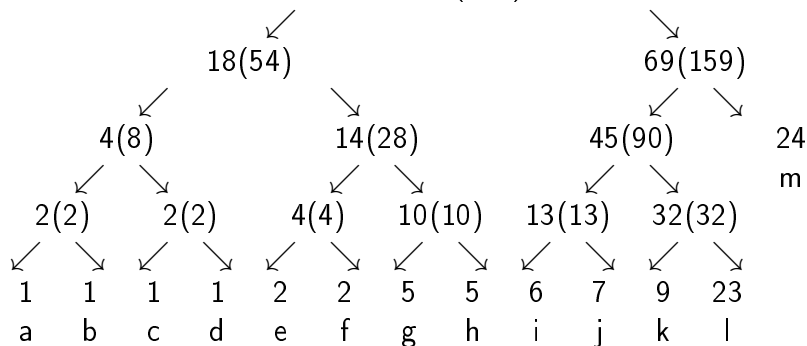 18(54) 69(159)
4(8) 14(28) 45(90) 24
m
2(2) 2(2) 4(4) 10(10) 13(13) 32(32)
1 1 1 1 2 2 5 5 6 7 9 23
a b c d e f g h i j k l